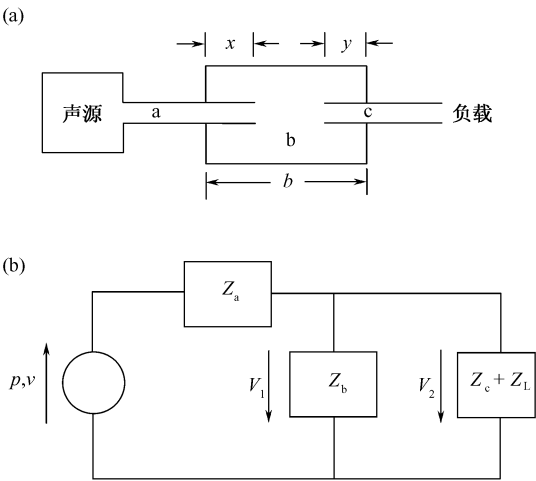 (a)
x y
声源 a c 负载
b
b
(b)
Z_a
p,v V_1 Z_b V_2 Z_c + Z_L